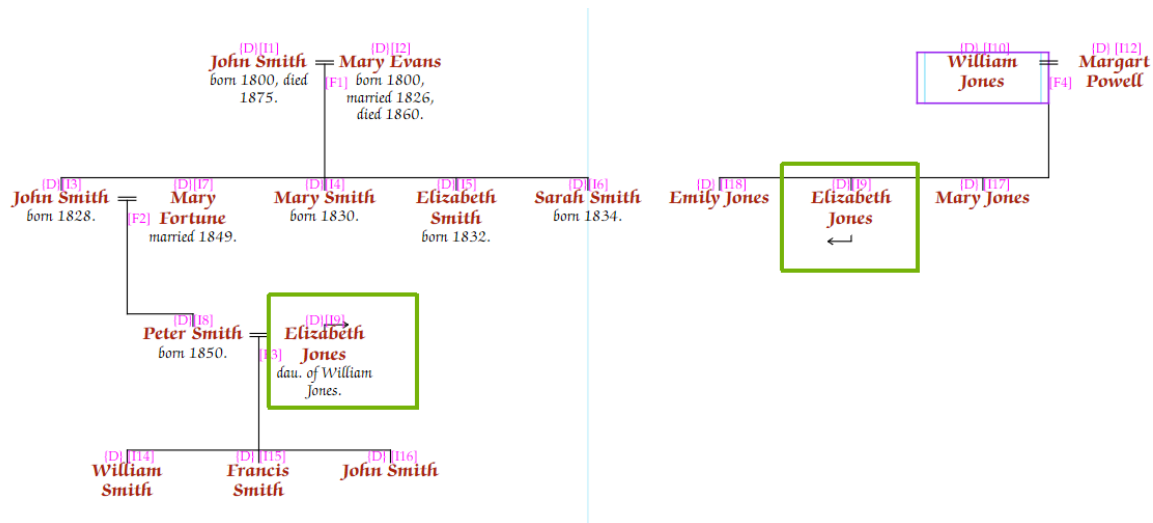 {D}[I1]
John Smith
born 1800, died
1875.
{D}[I2]
Mary Evans
born 1800,
married 1826,
died 1860.
[F1]
{D}[I3]
John Smith
born 1828.
{D}[I7]
Mary
Fortune
married 1849.
[F2]
{D}[I4]
Mary Smith
born 1830.
{D}[I5]
Elizabeth
Smith
born 1832.
{D}[I6]
Sarah Smith
born 1834.
{D}[I8]
Peter Smith
born 1850.
{D}[I9]
Elizabeth
Jones
dau. of William
Jones.
[F3]
{D} [I14]
William
Smith
{D} [I15]
Francis
Smith
{D} [I16]
John Smith
{D} [I10]
William
Jones
{D} [I12]
Margart
Powell
[F4]
{D} [I18]
Emily Jones
{D}[I9]
Elizabeth
Jones
{D} [I17]
Mary Jones